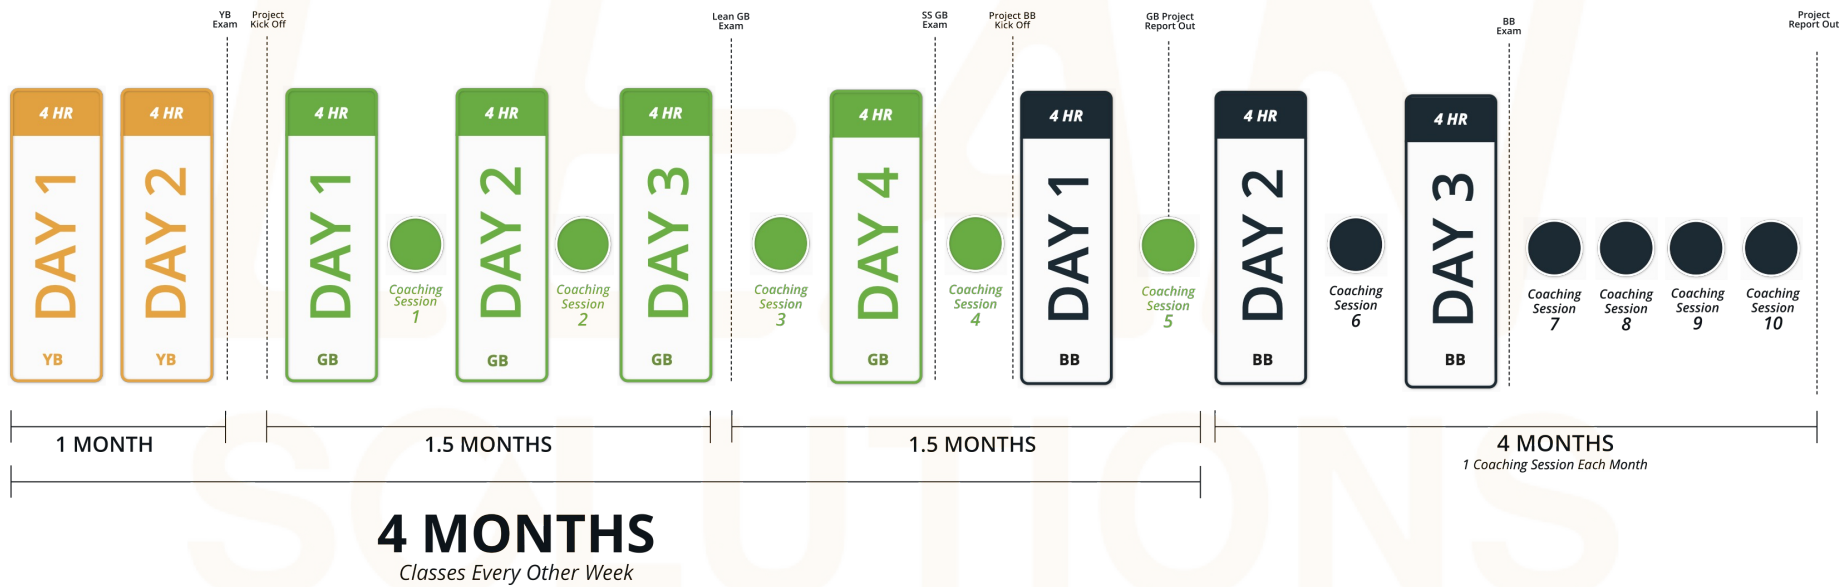 YB
Exam
Project
Kick Off
Lean GB
Exam
SS GB
Exam
Project BB
Kick Off
GB Project
Report Out
BB
Exam
Project
Report Out
4 HR
DAY 1
YB
4 HR
DAY 2
YB
4 HR
DAY 1
GB
Coaching
Session
1
4 HR
DAY 2
GB
Coaching
Session
2
4 HR
DAY 3
GB
Coaching
Session
3
4 HR
DAY 4
GB
Coaching
Session
4
4 HR
DAY 1
BB
Coaching
Session
5
4 HR
DAY 2
BB
Coaching
Session
6
4 HR
DAY 3
BB
Coaching
Session
7
Coaching
Session
8
Coaching
Session
9
Coaching
Session
10
1 MONTH
1.5 MONTHS
1.5 MONTHS
4 MONTHS
1 Coaching Session Each Month
4 MONTHS
Classes Every Other Week
LEAN
SOLUTIONS